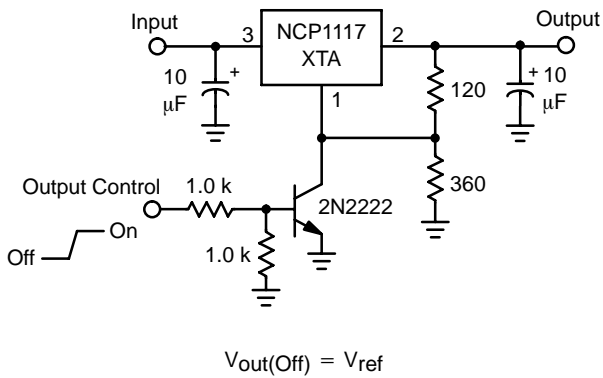 Input
Output
3
NCP1117
XTA
2
1
10
μF
+
120
+
10
μF
360
Output Control
1.0 k
2N2222
Off
On
1.0 k
Vout(Off) = Vref